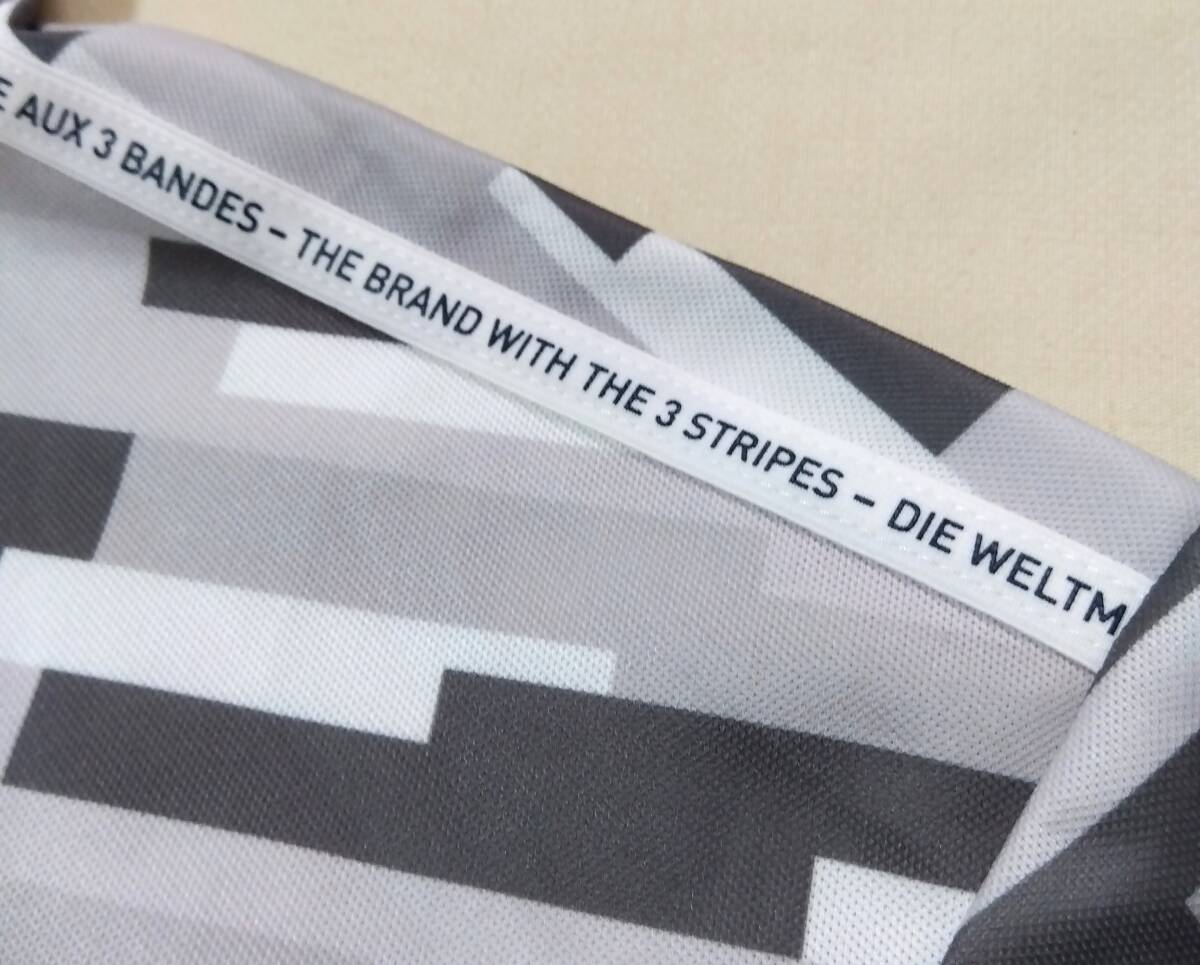 E AUX 3 BANDES – THE BRAND WITH THE 3 STRIPES – DIE WELTM